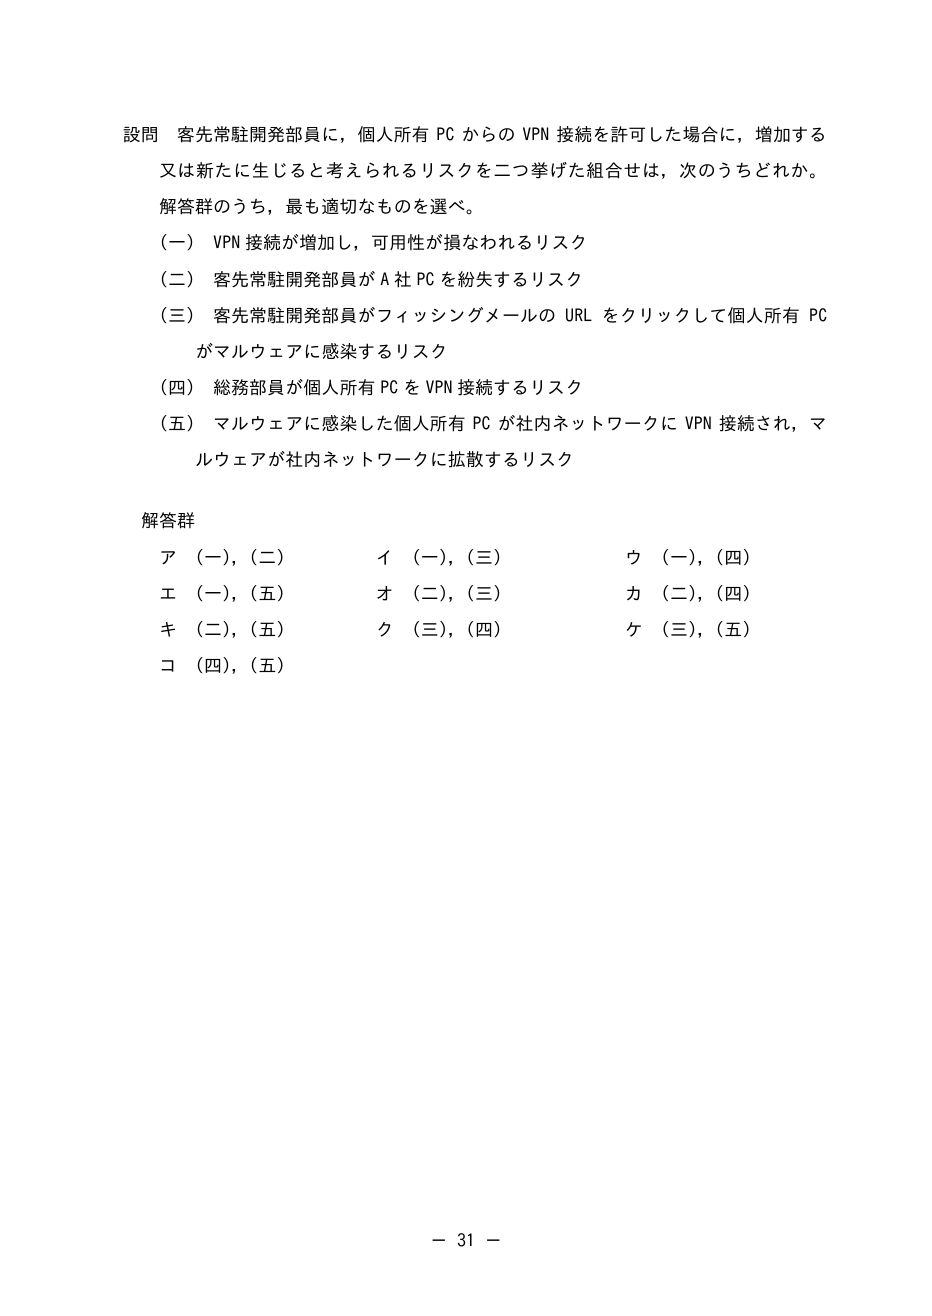 設問　客先常駐開発部員に，個人所有 PC からの VPN 接続を許可した場合に，増加する
又は新たに生じると考えられるリスクを二つ挙げた組合せは，次のうちどれか。
解答群のうち，最も適切なものを選べ。
（一）　VPN 接続が増加し，可用性が損なわれるリスク
（二）　客先常駐開発部員が A 社 PC を紛失するリスク
（三）　客先常駐開発部員がフィッシングメールの URL をクリックして個人所有 PC
がマルウェアに感染するリスク
（四）　総務部員が個人所有 PC を VPN 接続するリスク
（五）　マルウェアに感染した個人所有 PC が社内ネットワークに VPN 接続され，マ
ルウェアが社内ネットワークに拡散するリスク
解答群
ア　（一），（二）　イ　（一），（三）　ウ　（一），（四）
エ　（一），（五）　オ　（二），（三）　カ　（二），（四）
キ　（二），（五）　ク　（三），（四）　ケ　（三），（五）
コ　（四），（五）
－ 31 －